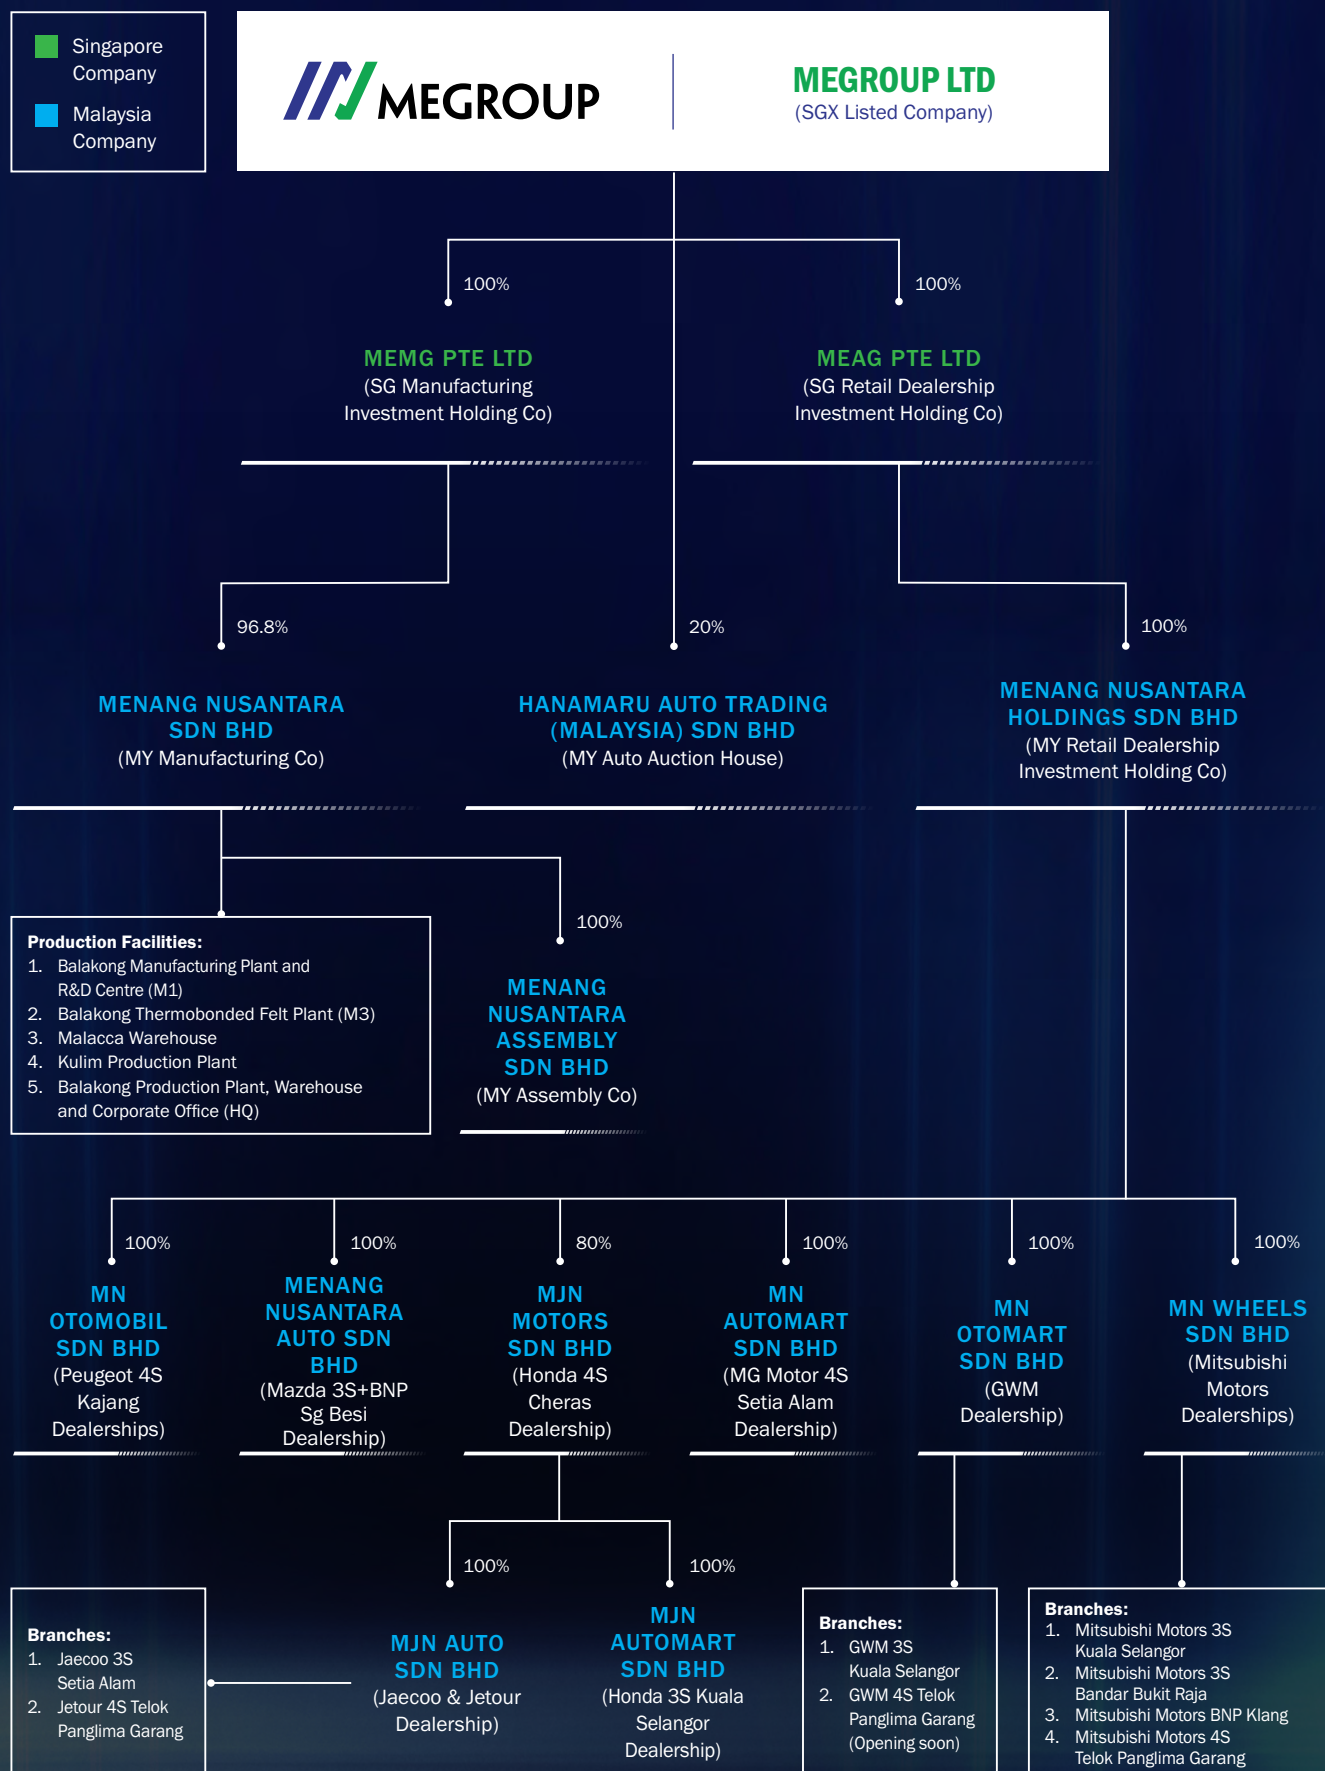 Singapore
Company
Malaysia
Company
MEGROUP
MEGROUP LTD
(SGX Listed Company)
100%
100%
MEMG PTE LTD
(SG Manufacturing
Investment Holding Co)
MEAG PTE LTD
(SG Retail Dealership
Investment Holding Co)
96.8%
20%
100%
MENANG NUSANTARA
SDN BHD
(MY Manufacturing Co)
HANAMARU AUTO TRADING
(MALAYSIA) SDN BHD
(MY Auto Auction House)
MENANG NUSANTARA
HOLDINGS SDN BHD
(MY Retail Dealership
Investment Holding Co)
Production Facilities:
1. Balakong Manufacturing Plant and
R&D Centre (M1)
2. Balakong Thermobonded Felt Plant (M3)
3. Malacca Warehouse
4. Kulim Production Plant
5. Balakong Production Plant, Warehouse
and Corporate Office (HQ)
100%
MENANG
NUSANTARA
ASSEMBLY
SDN BHD
(MY Assembly Co)
100%
100%
80%
100%
100%
100%
MN
OTOMOBIL
SDN BHD
(Peugeot 4S
Kajang
Dealerships)
MENANG
NUSANTARA
AUTO SDN
BHD
(Mazda 3S+BNP
Sg Besi
Dealership)
MJN
MOTORS
SDN BHD
(Honda 4S
Cheras
Dealership)
MN
AUTOMART
SDN BHD
(MG Motor 4S
Setia Alam
Dealership)
MN
OTOMART
SDN BHD
(GWM
Dealership)
MN WHEELS
SDN BHD
(Mitsubishi
Motors
Dealerships)
100%
100%
Branches:
1. Jaecoo 3S
Setia Alam
2. Jetour 4S Telok
Panglima Garang
MJN AUTO
SDN BHD
(Jaecoo & Jetour
Dealership)
MJN
AUTOMART
SDN BHD
(Honda 3S Kuala
Selangor
Dealership)
Branches:
1. GWM 3S
Kuala Selangor
2. GWM 4S Telok
Panglima Garang
(Opening soon)
Branches:
1. Mitsubishi Motors 3S
Kuala Selangor
2. Mitsubishi Motors 3S
Bandar Bukit Raja
3. Mitsubishi Motors BNP Klang
4. Mitsubishi Motors 4S
Telok Panglima Garang